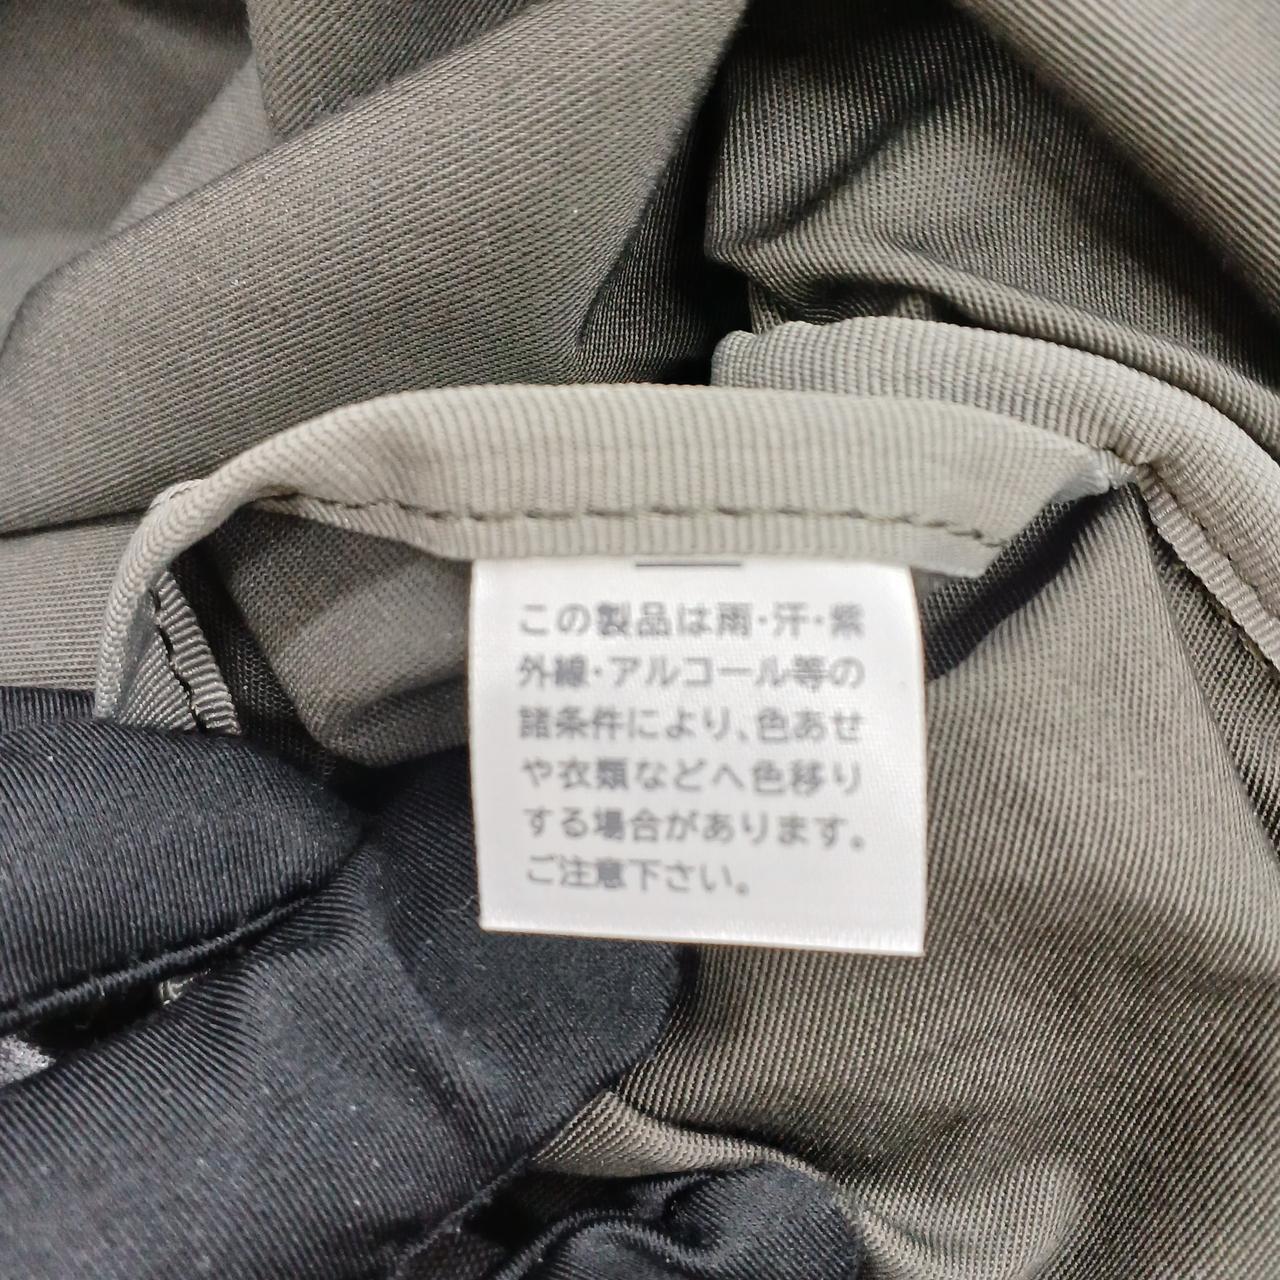 この製品は雨・汗・紫
外線・アルコール等の
諸条件により、色あせ
や衣類などへ色移り
する場合があります。
ご注意下さい。